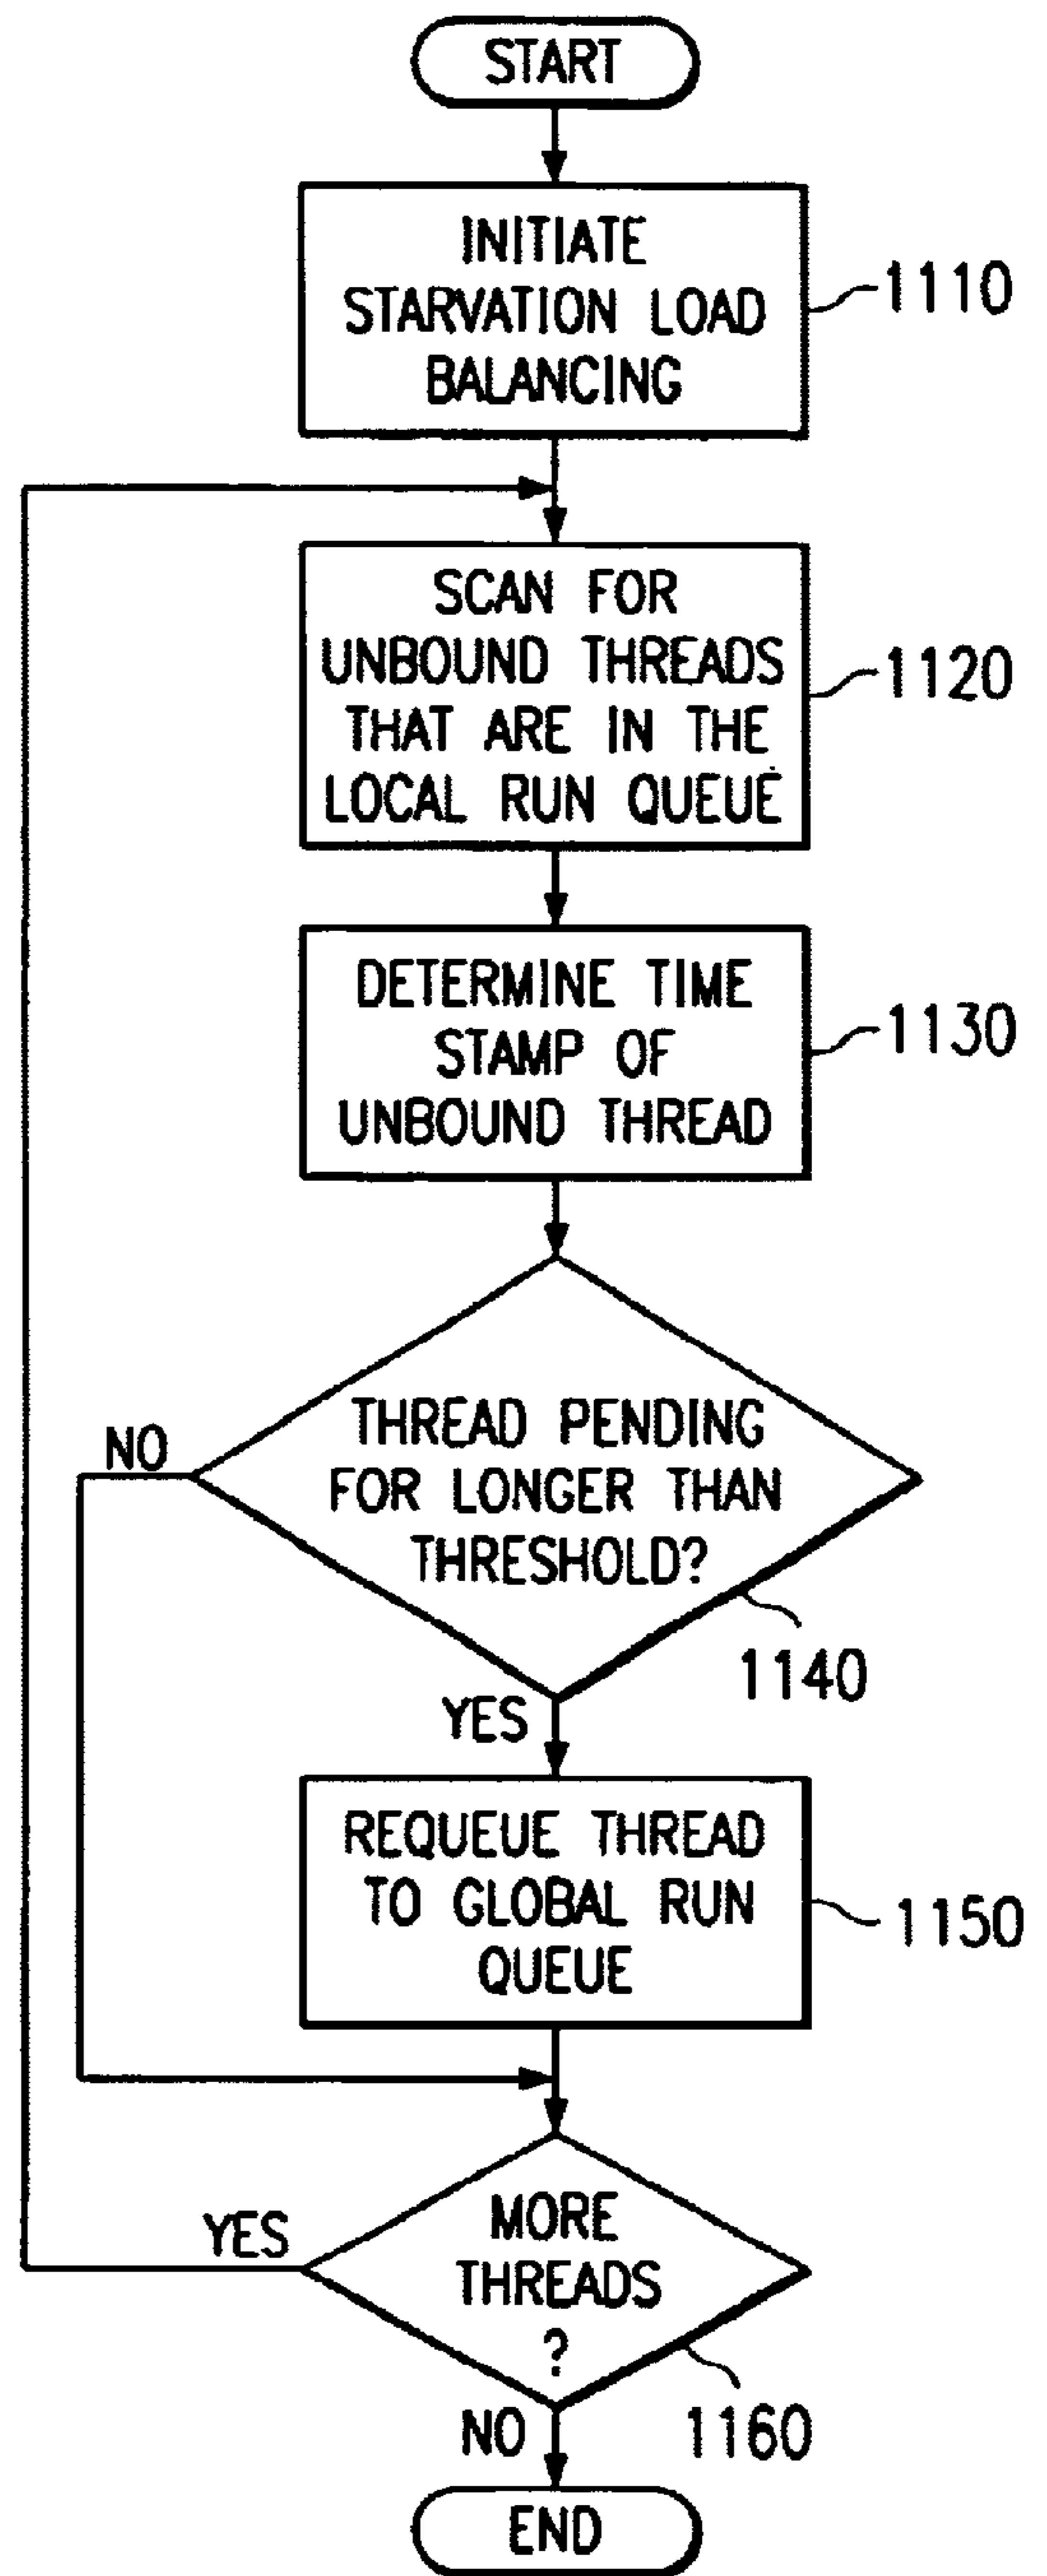 START
INITIATE
STARVATION LOAD
BALANCING
1110
SCAN FOR
UNBOUND THREADS
THAT ARE IN THE
LOCAL RUN QUEUE
1120
DETERMINE TIME
STAMP OF
UNBOUND THREAD
1130
NO
THREAD PENDING
FOR LONGER THAN
THRESHOLD?
1140
YES
REQUEUE THREAD
TO GLOBAL RUN
QUEUE
1150
YES
MORE
THREADS
?
1160
NO
END